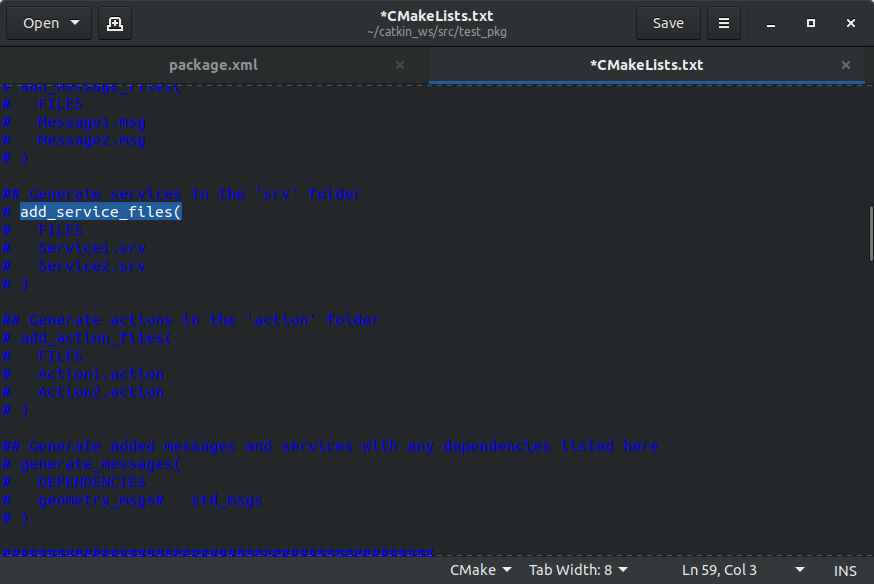 Open
*CMakeLists.txt
~/catkin_ws/src/test_pkg
Save
package.xml
*CMakeLists.txt
# add_message_files(
#   FILES
#   Message1.msg
#   Message2.msg
# )
## Generate services in the 'srv' folder
# add_service_files(
#   FILES
#   Service1.srv
#   Service2.srv
# )
## Generate actions in the 'action' folder
# add_action_files(
#   FILES
#   Action1.action
#   Action2.action
# )
## Generate added messages and services with any dependencies listed here
# generate_messages(
#   DEPENDENCIES
#   geometry_msgs#   std_msgs
# )
################################################
CMake
Tab Width: 8
Ln 59, Col 3
INS